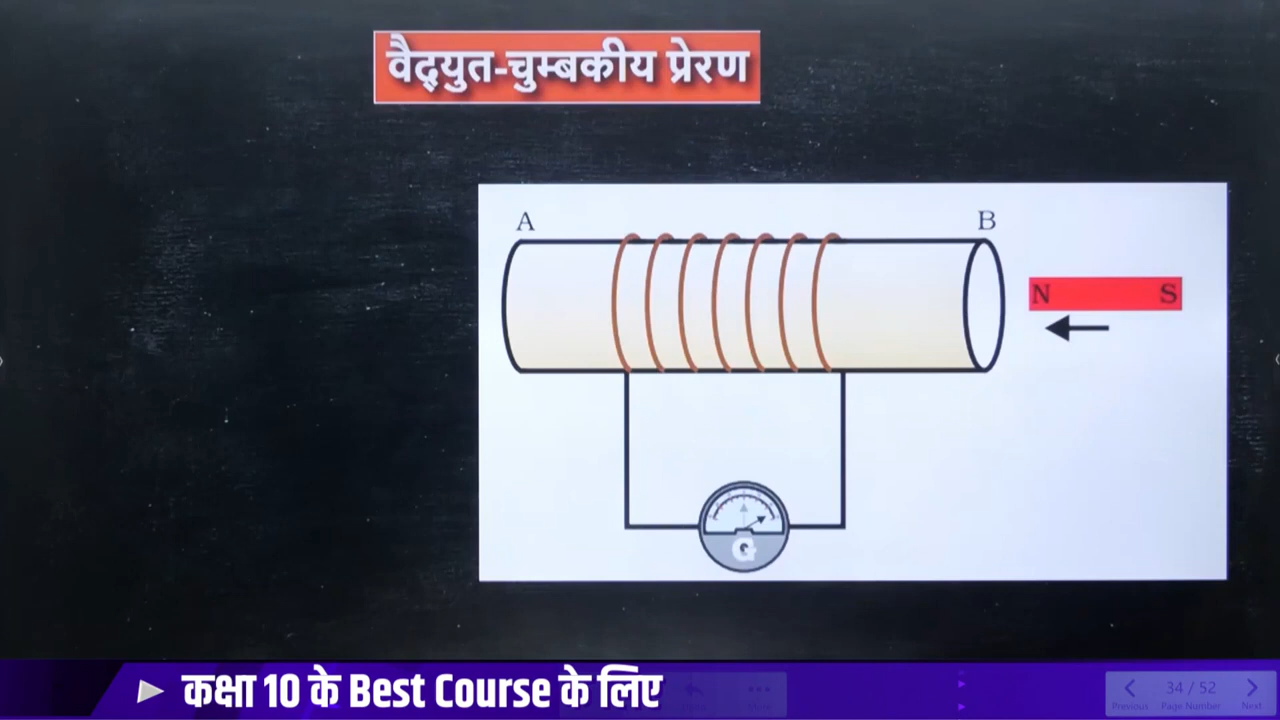 वैद्युत-चुम्बकीय प्रेरण
A B
N S
G
कक्षा 10 के Best Course के लिए
34 / 52
Previous Page Number Next